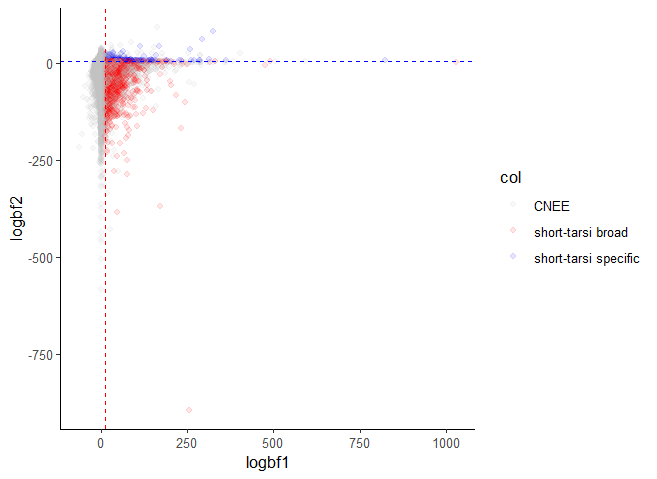 0
-250
-500
-750
logbf2
0
250
500
750
1000
logbf1
col
CNEE
short-tarsi broad
short-tarsi specific